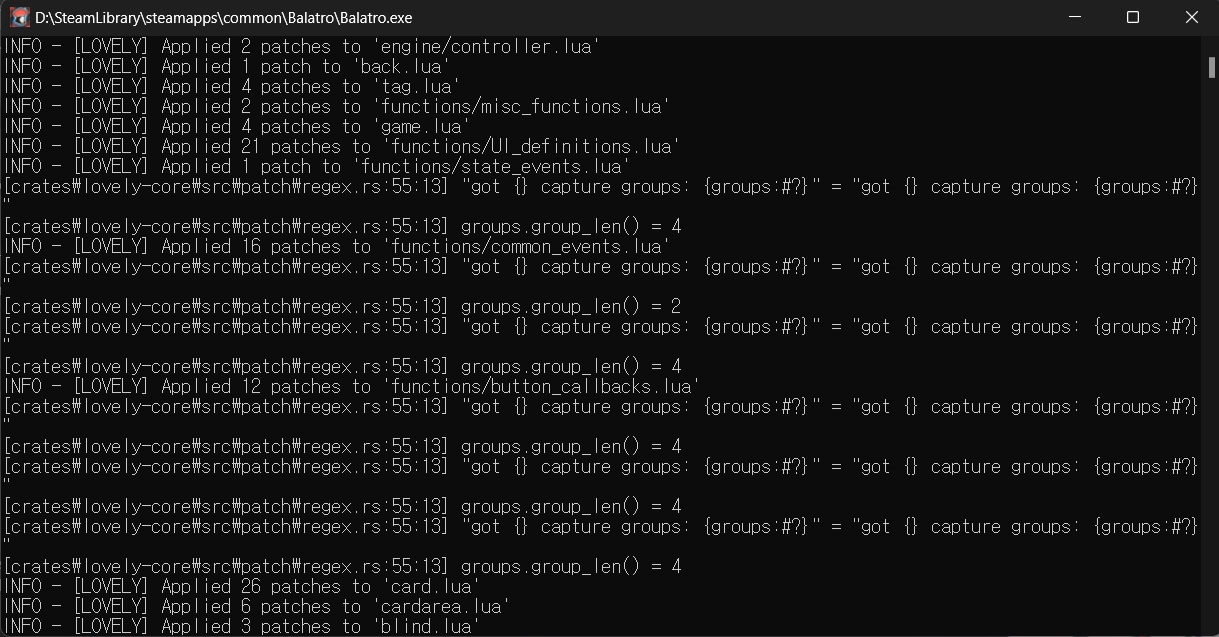 D:\SteamLibrary\steamapps\common\Balatro\Balatro.exe
INFO - [LOVELY] Applied 2 patches to 'engine/controller.lua'
INFO - [LOVELY] Applied 1 patch to 'back.lua'
INFO - [LOVELY] Applied 4 patches to 'tag.lua'
INFO - [LOVELY] Applied 2 patches to 'functions/misc_functions.lua'
INFO - [LOVELY] Applied 4 patches to 'game.lua'
INFO - [LOVELY] Applied 21 patches to 'functions/UI_definitions.lua'
INFO - [LOVELY] Applied 1 patch to 'functions/state_events.lua'
[crates₩lovely-core₩src₩patch₩regex.rs:55:13] "got {} capture groups: {groups:#?}" = "got {} capture groups: {groups:#?}
"
[crates₩lovely-core₩src₩patch₩regex.rs:55:13] groups.group_len() = 4
INFO - [LOVELY] Applied 16 patches to 'functions/common_events.lua'
[crates₩lovely-core₩src₩patch₩regex.rs:55:13] "got {} capture groups: {groups:#?}" = "got {} capture groups: {groups:#?}
"
[crates₩lovely-core₩src₩patch₩regex.rs:55:13] groups.group_len() = 2
[crates₩lovely-core₩src₩patch₩regex.rs:55:13] "got {} capture groups: {groups:#?}" = "got {} capture groups: {groups:#?}
"
[crates₩lovely-core₩src₩patch₩regex.rs:55:13] groups.group_len() = 4
INFO - [LOVELY] Applied 12 patches to 'functions/button_callbacks.lua'
[crates₩lovely-core₩src₩patch₩regex.rs:55:13] "got {} capture groups: {groups:#?}" = "got {} capture groups: {groups:#?}
"
[crates₩lovely-core₩src₩patch₩regex.rs:55:13] groups.group_len() = 4
[crates₩lovely-core₩src₩patch₩regex.rs:55:13] "got {} capture groups: {groups:#?}" = "got {} capture groups: {groups:#?}
"
[crates₩lovely-core₩src₩patch₩regex.rs:55:13] groups.group_len() = 4
[crates₩lovely-core₩src₩patch₩regex.rs:55:13] "got {} capture groups: {groups:#?}" = "got {} capture groups: {groups:#?}
"
[crates₩lovely-core₩src₩patch₩regex.rs:55:13] groups.group_len() = 4
INFO - [LOVELY] Applied 26 patches to 'card.lua'
INFO - [LOVELY] Applied 6 patches to 'cardarea.lua'
INFO - [LOVELY] Applied 3 patches to 'blind.lua'